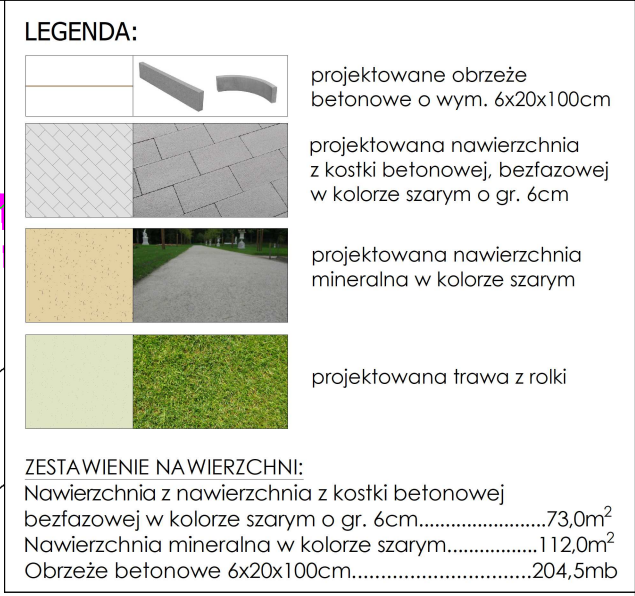 LEGENDA:
projektowane obrzeże
betonowe o wym. 6x20x100cm
projektowana nawierzchnia
z kostki betonowej, bezfazowej
w kolorze szarym o gr. 6cm
projektowana nawierzchnia
mineralna w kolorze szarym
projektowana trawa z rolki
ZESTAWIENIE NAWIERZCHNI:
Nawierzchnia z nawierzchnia z kostki betonowej
bezfazowej w kolorze szarym o gr. 6cm.........................73,0m²
Nawierzchnia mineralna w kolorze szarym..................112,0m²
Obrzeże betonowe 6x20x100cm................................204,5mb